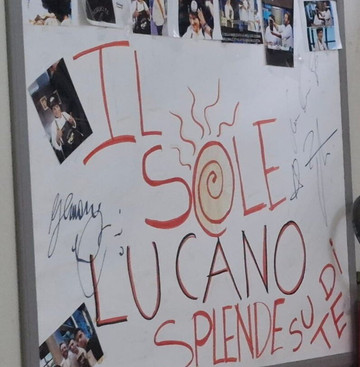 IL
SOLE
LUCANO
SPLENDE SU DI
TE